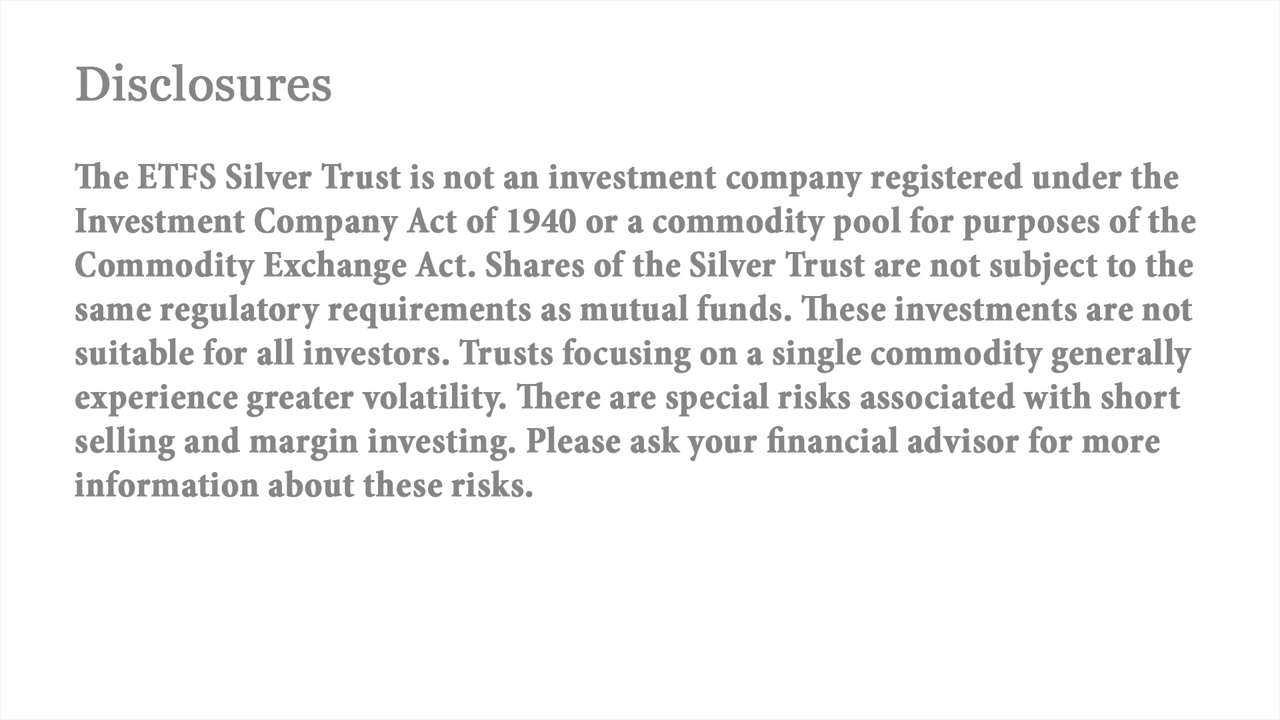 Disclosures
The ETFS Silver Trust is not an investment company registered under the
Investment Company Act of 1940 or a commodity pool for purposes of the
Commodity Exchange Act. Shares of the Silver Trust are not subject to the
same regulatory requirements as mutual funds. These investments are not
suitable for all investors. Trusts focusing on a single commodity generally
experience greater volatility. There are special risks associated with short
selling and margin investing. Please ask your financial advisor for more
information about these risks.